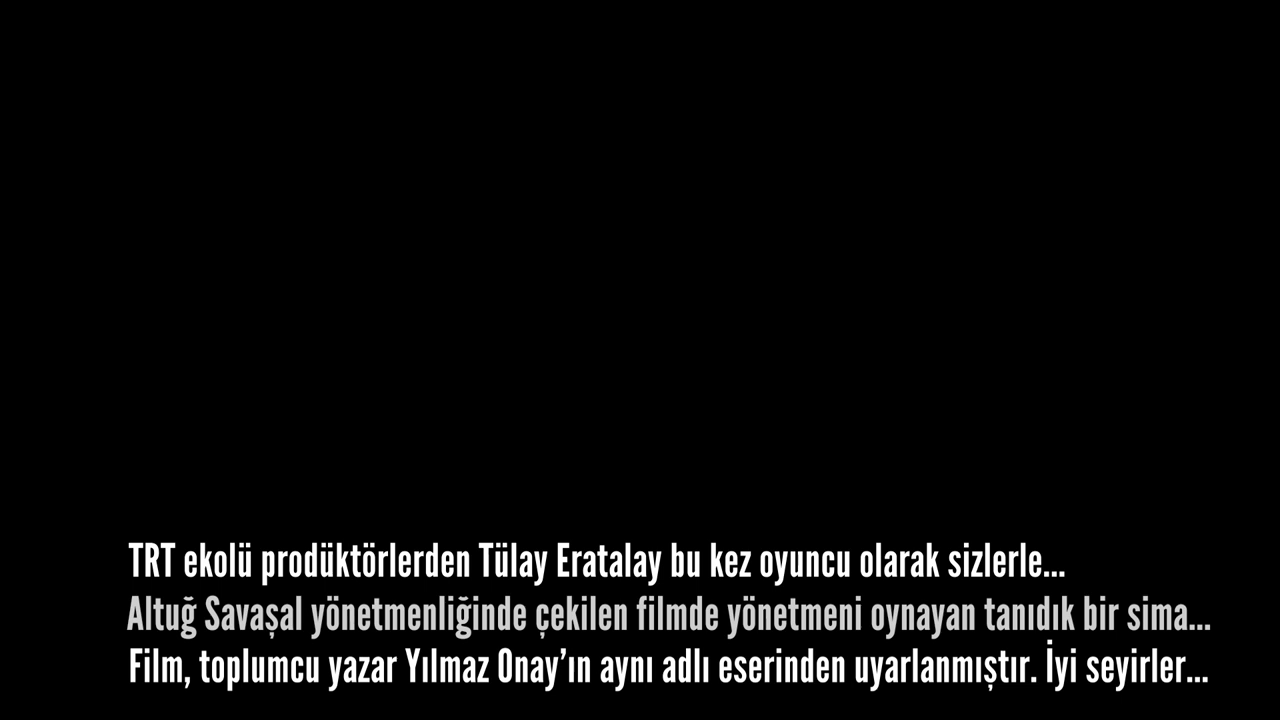 TRT ekolü prodüktörlerden Tülay Eratalay bu kez oyuncu olarak sizlerle...
Altuğ Savaşal yönetmenliğinde çekilen filmde yönetmeni oynayan tanıdık bir sima...
Film, toplumcu yazar Yılmaz Onay’ın aynı adlı eserinden uyarlanmıştır. İyi seyirler...